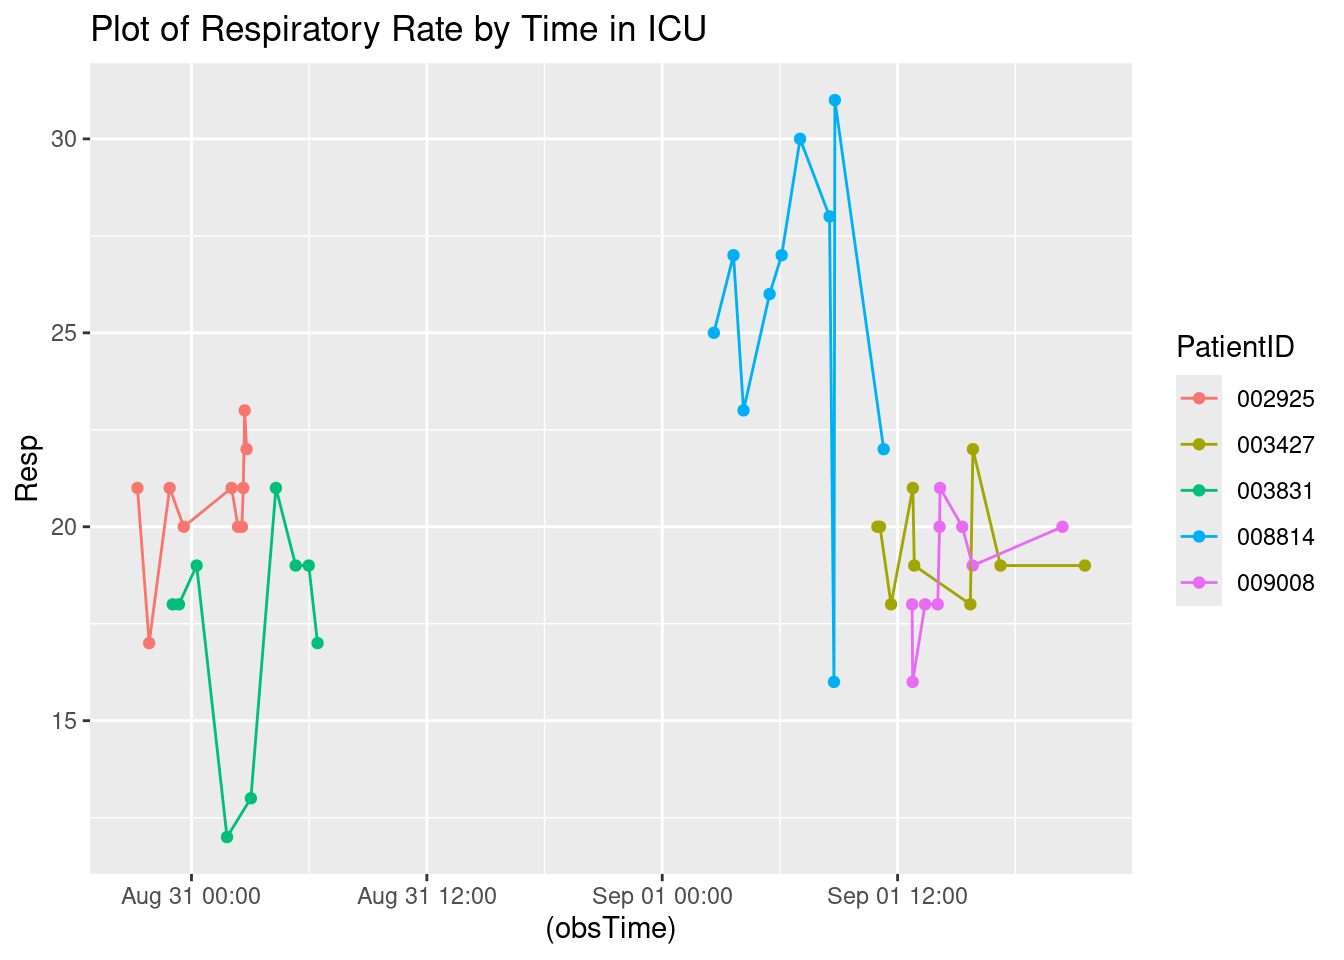 Plot of Respiratory Rate by Time in ICU
Resp
30
25
20
15
Aug 31 00:00
Aug 31 12:00
Sep 01 00:00
Sep 01 12:00
(obsTime)
PatientID
002925
003427
003831
008814
009008